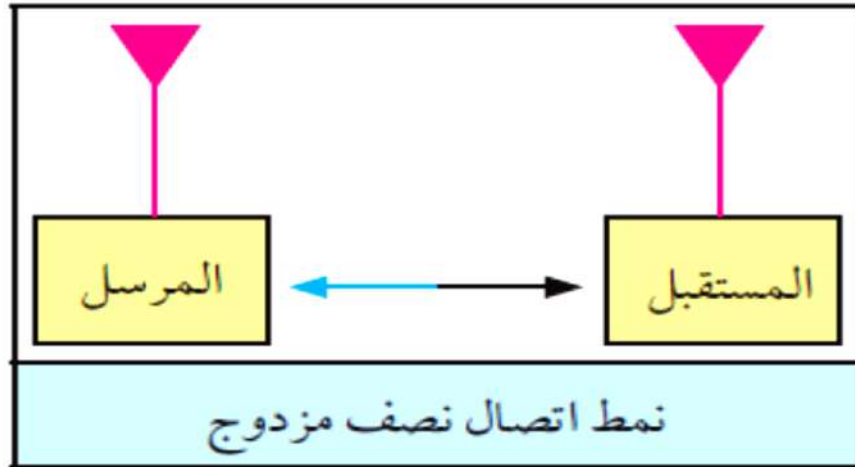 المستقبل
المرسل
نمط اتصال نصف مزدوج